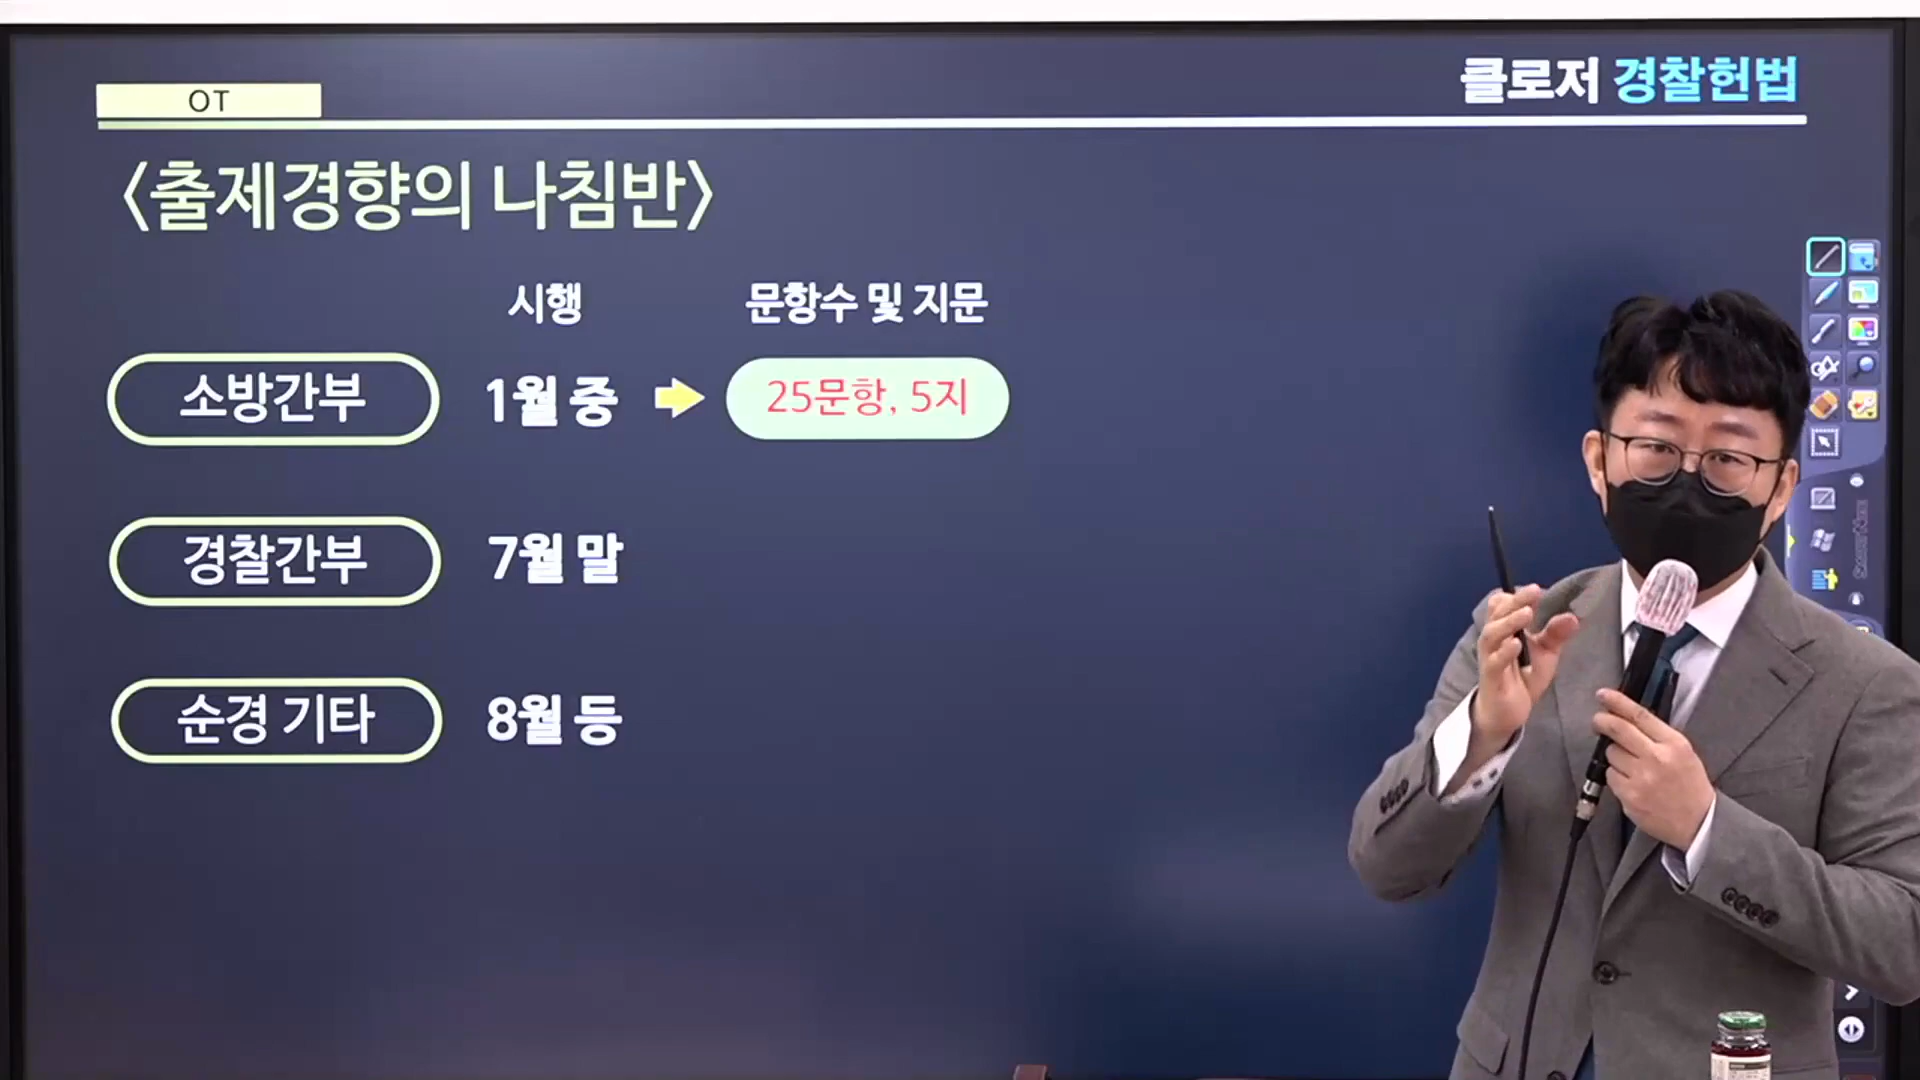 OT
클로저 경찰헌법
<출제경향의 나침반>
시행 문항수 및 지문
소방간부 1월 중 25문항, 5지
경찰간부 7월 말
순경 기타 8월 등